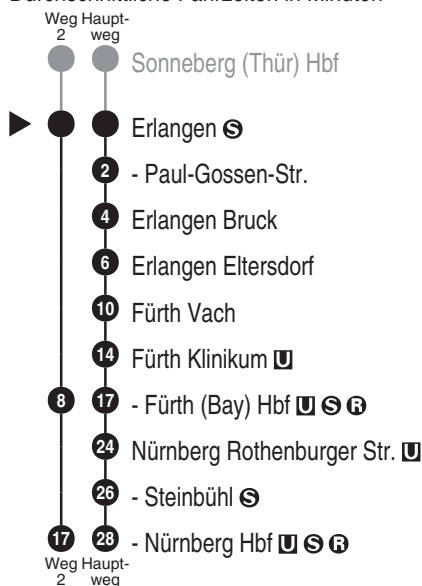 Durchschnittliche Fahrzeiten in Minuten
Weg Haupt-
2 weg
Sonneberg (Thür) Hbf
Erlangen S
2 - Paul-Gossen-Str.
4 Erlangen Bruck
6 Erlangen Eltersdorf
10 Fürth Vach
14 Fürth Klinikum U
8 17 - Fürth (Bay) Hbf U S R
24 Nürnberg Rothenburger Str. U
26 - Steinbühl S
17 28 - Nürnberg Hbf U S R
Weg Haupt-
2 weg